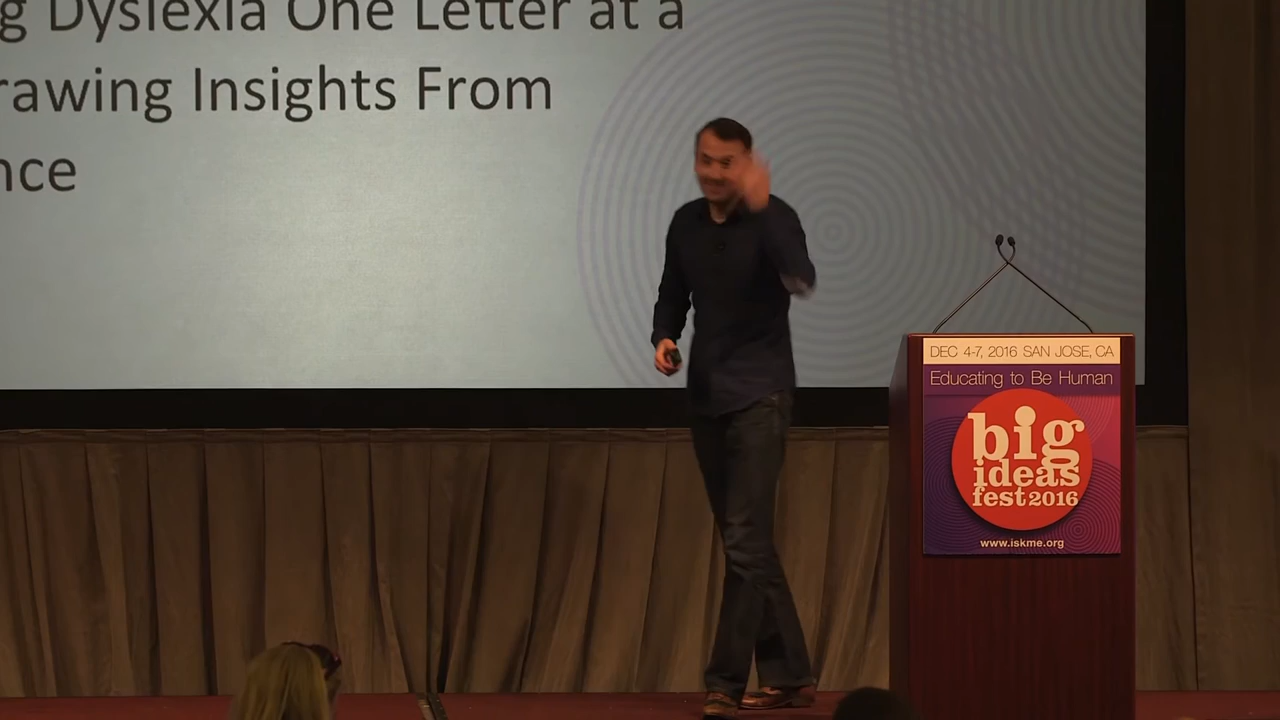 g Dyslexia One Letter at a
rawing Insights From
nce
DEC 4-7, 2016 SAN JOSE, CA
Educating to Be Human
big
ideas
fest2016
www.iskme.org